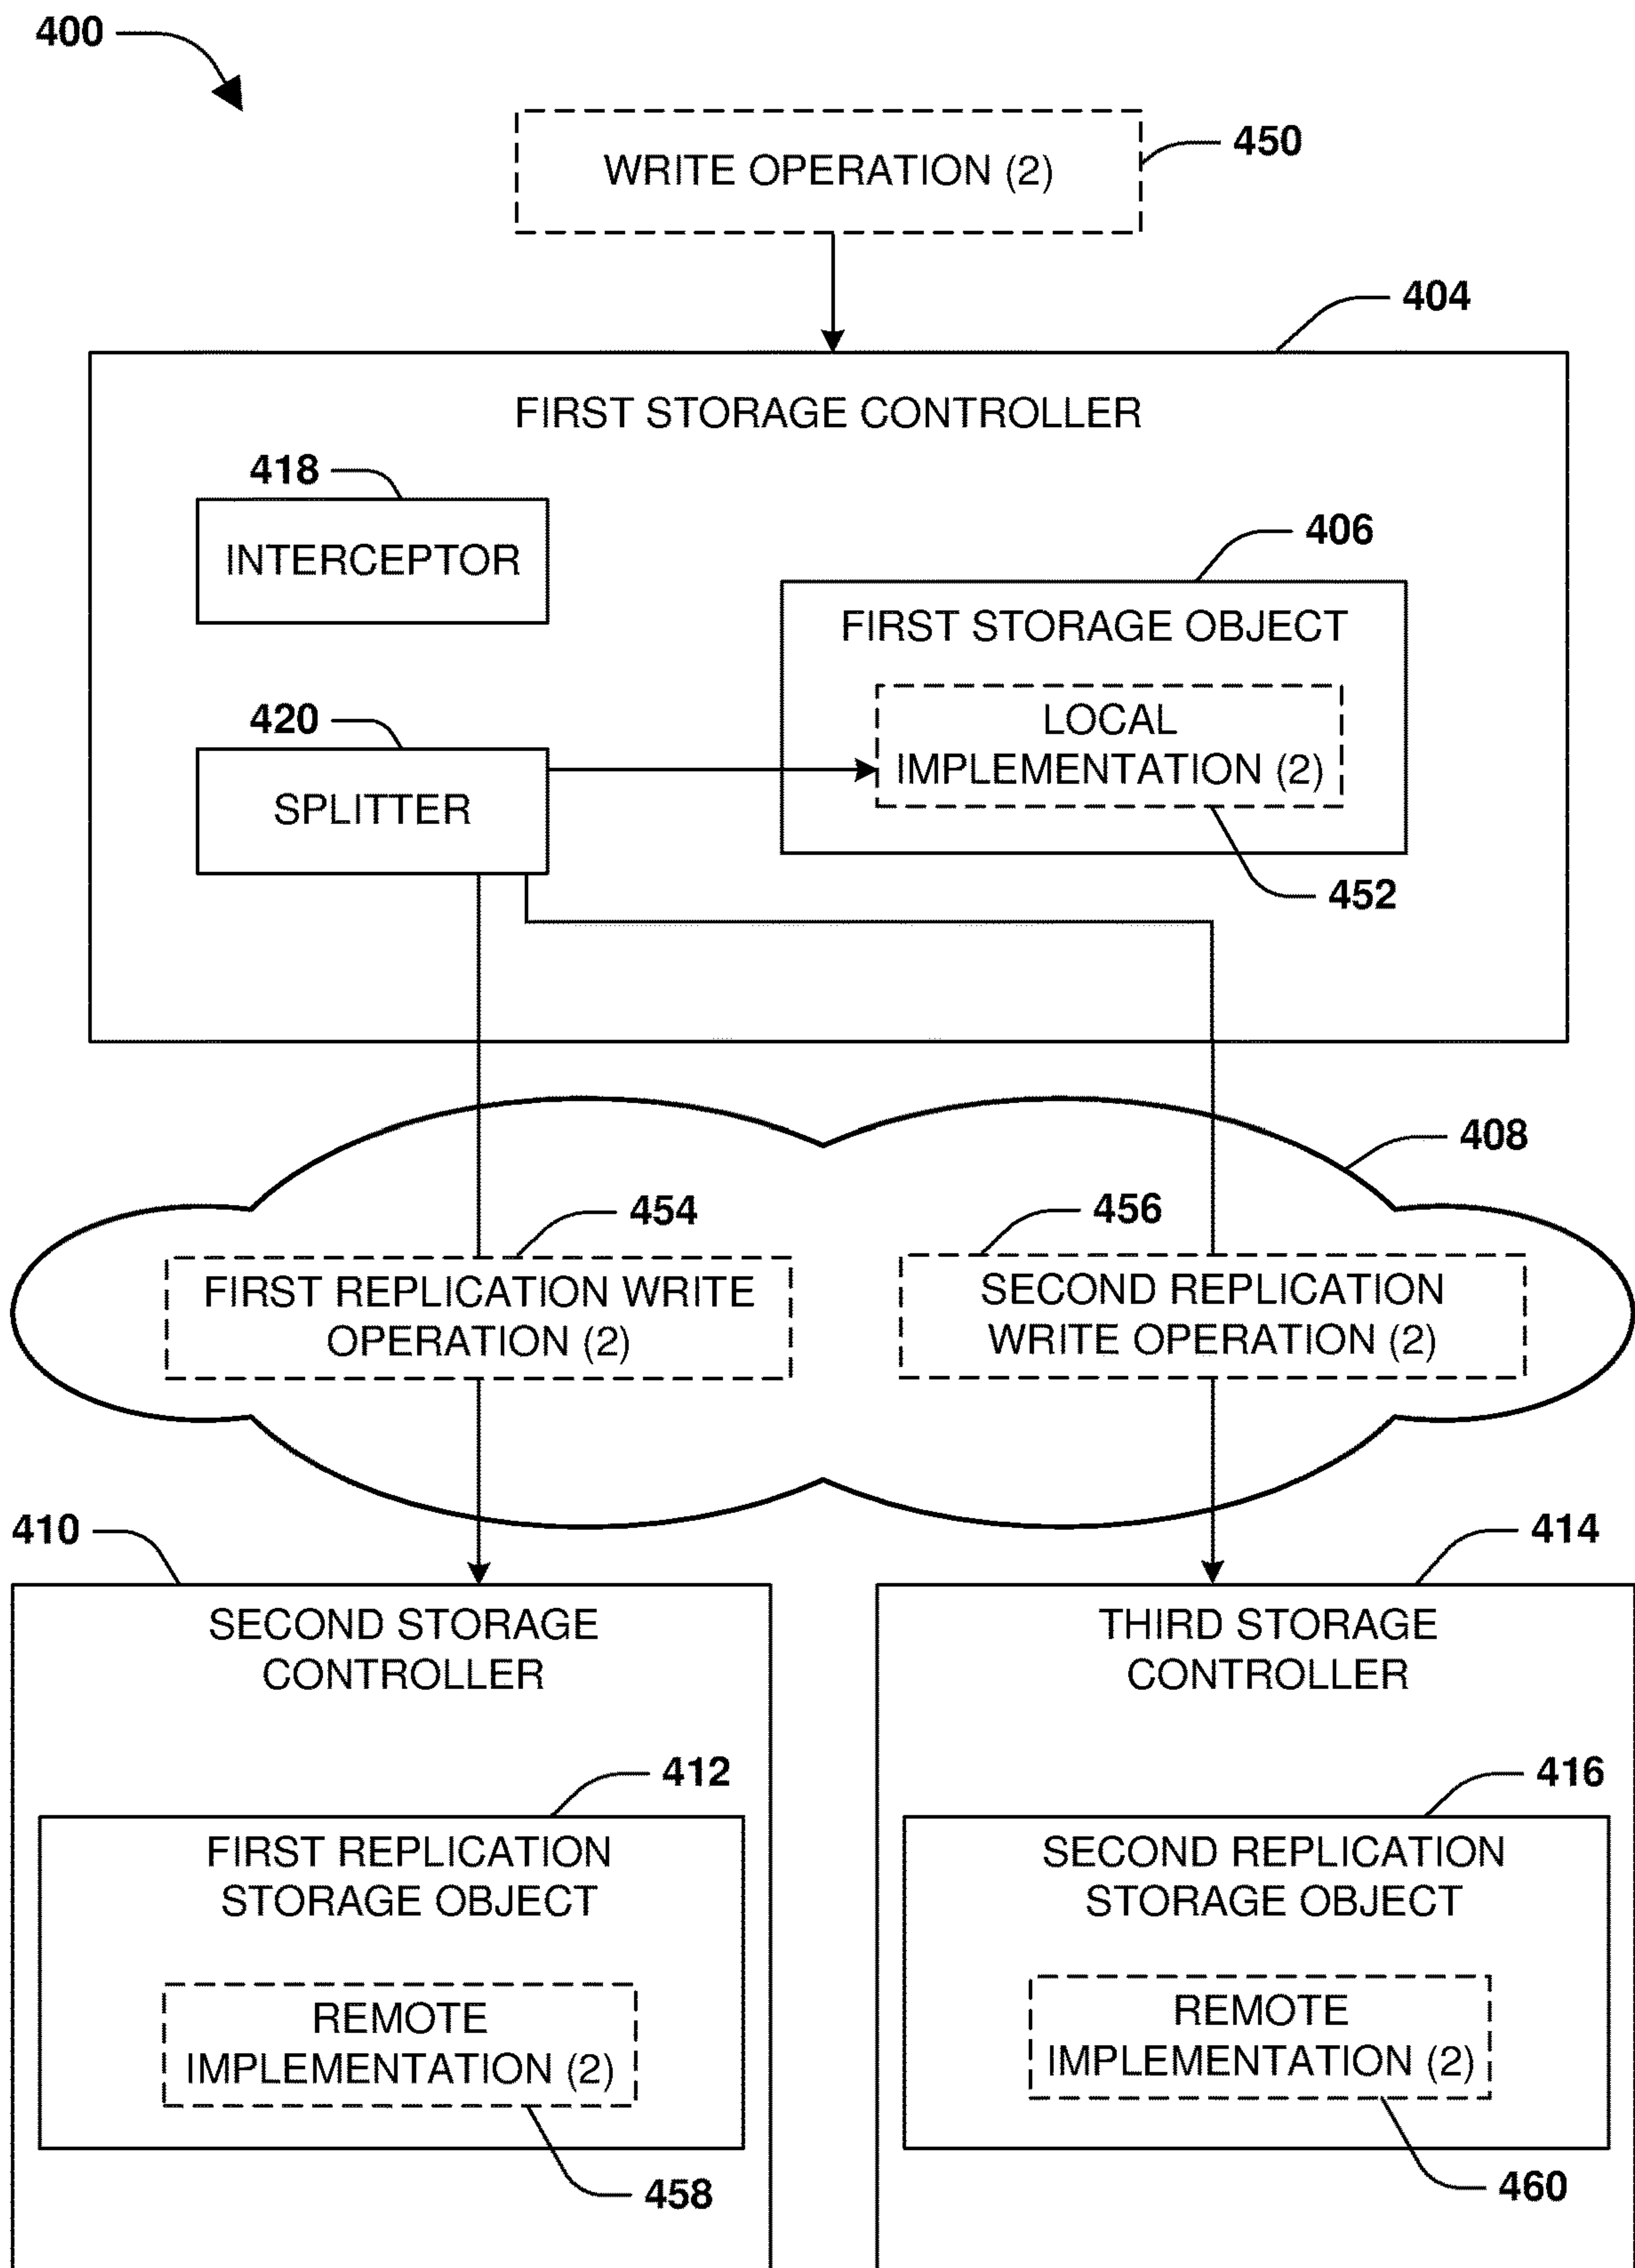 400
WRITE OPERATION (2)
450
404
FIRST STORAGE CONTROLLER
418
INTERCEPTOR
406
FIRST STORAGE OBJECT
LOCAL
IMPLEMENTATION (2)
452
420
SPLITTER
408
454
FIRST REPLICATION WRITE
OPERATION (2)
456
SECOND REPLICATION
WRITE OPERATION (2)
410
SECOND STORAGE
CONTROLLER
412
FIRST REPLICATION
STORAGE OBJECT
REMOTE
IMPLEMENTATION (2)
458
414
THIRD STORAGE
CONTROLLER
416
SECOND REPLICATION
STORAGE OBJECT
REMOTE
IMPLEMENTATION (2)
460